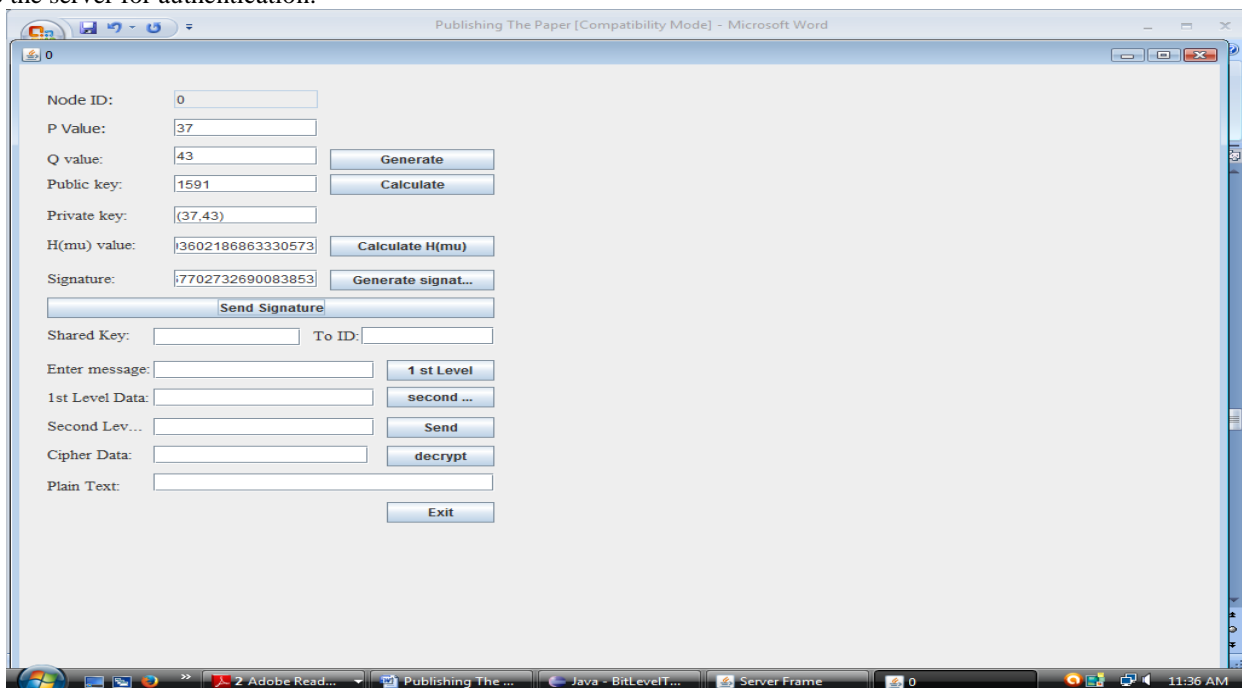 the server for authentication.
Publishing The Paper [Compatibility Mode] - Microsoft Word
0
Node ID: 0
P Value: 37
Q value: 43 Generate
Public key: 1591 Calculate
Private key: (37,43)
H(mu) value: 3602186863330573 Calculate H(mu)
Signature: 7702732690083853 Generate signat...
Send Signature
Shared Key: To ID:
Enter message: 1 st Level
1st Level Data: second ...
Second Lev... Send
Cipher Data: decrypt
Plain Text:
Exit
» 2 Adobe Read... Publishing The ... Java - BitLevelT... Server Frame 0 11:36 AM